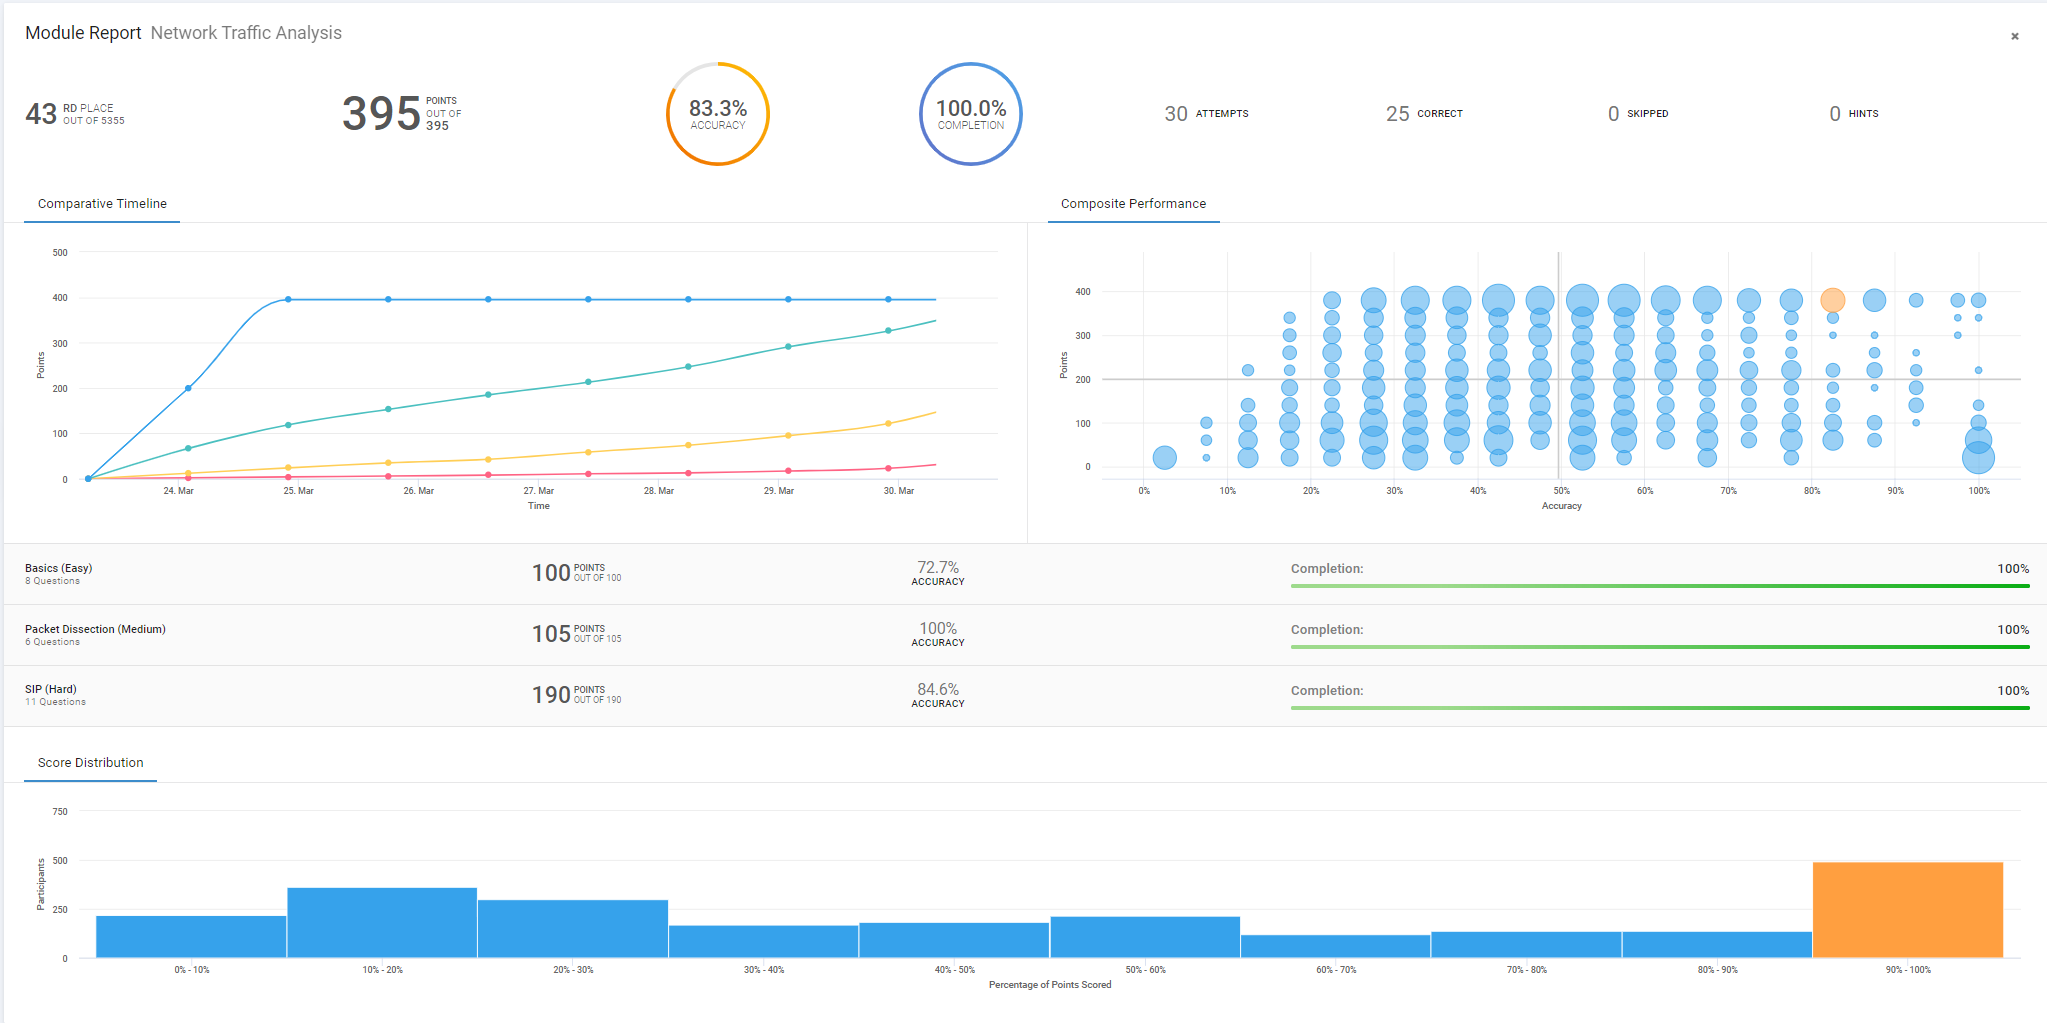 Module Report Network Traffic Analysis
×
43 RD PLACE
OUT OF 5355
395 POINTS
OUT OF
395
83.3%
ACCURACY
100.0%
COMPLETION
30 ATTEMPTS
25 CORRECT
0 SKIPPED
0 HINTS
Comparative Timeline
500
400
300
200
100
0
Points
24. Mar 25. Mar 26. Mar 27. Mar 28. Mar 29. Mar 30. Mar
Time
Composite Performance
400
300
200
100
0
Points
0% 10% 20% 30% 40% 50% 60% 70% 80% 90% 100%
Accuracy
Basics (Easy)
8 Questions
100 POINTS
OUT OF 100
72.7%
ACCURACY
Completion: 100%
Packet Dissection (Medium)
6 Questions
105 POINTS
OUT OF 105
100%
ACCURACY
Completion: 100%
SIP (Hard)
11 Questions
190 POINTS
OUT OF 190
84.6%
ACCURACY
Completion: 100%
Score Distribution
750
500
250
0
Participants
0% - 10% 10% - 20% 20% - 30% 30% - 40% 40% - 50% 50% - 60% 60% - 70% 70% - 80% 80% - 90% 90% - 100%
Percentage of Points Scored